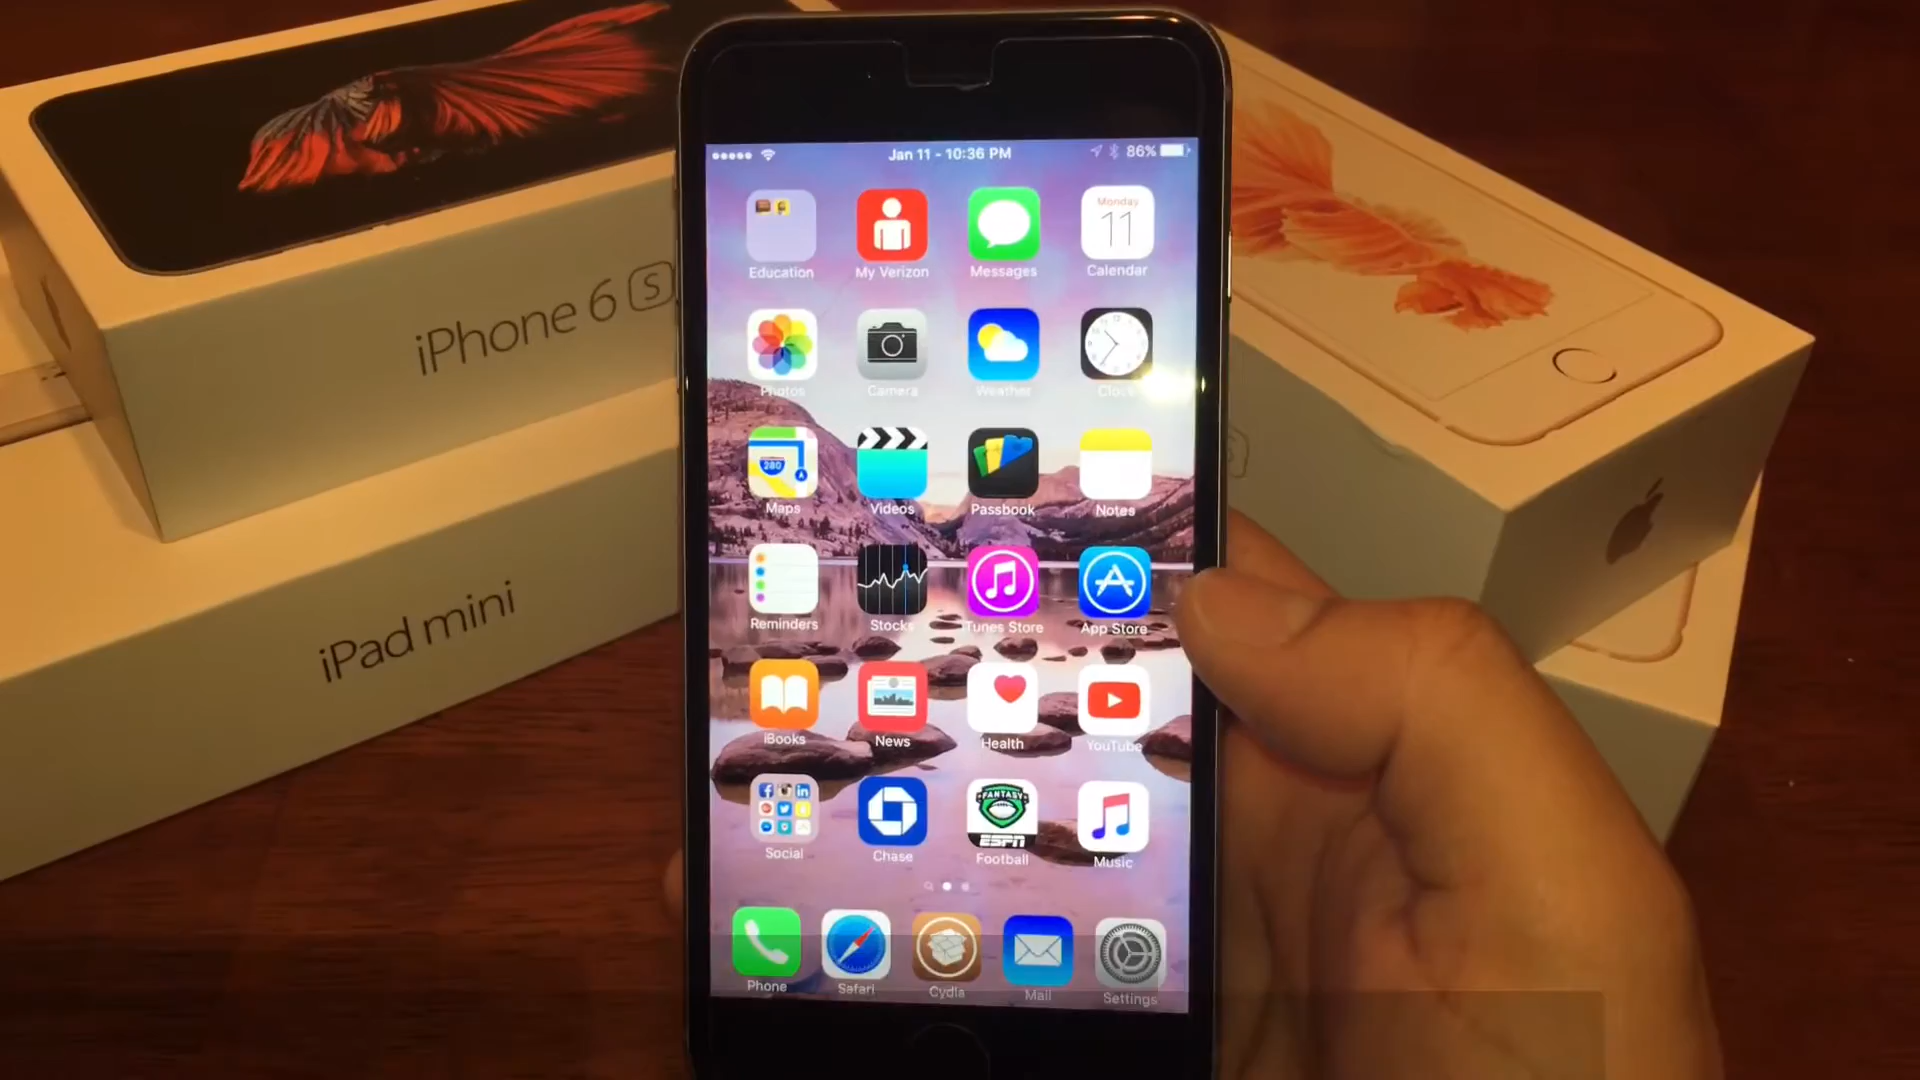 iPhone 6 S
iPad mini
Jan 11 - 10:36 PM
86%
Education
My Verizon
Messages
Monday
11
Calendar
Photos
Camera
Weather
Clock
280
Maps
Videos
Passbook
Notes
Reminders
Stocks
iTunes Store
App Store
iBooks
News
Health
YouTube
Social
Chase
FANTASY
ESPN
Football
Music
Phone
Safari
Cydia
Mail
Settings